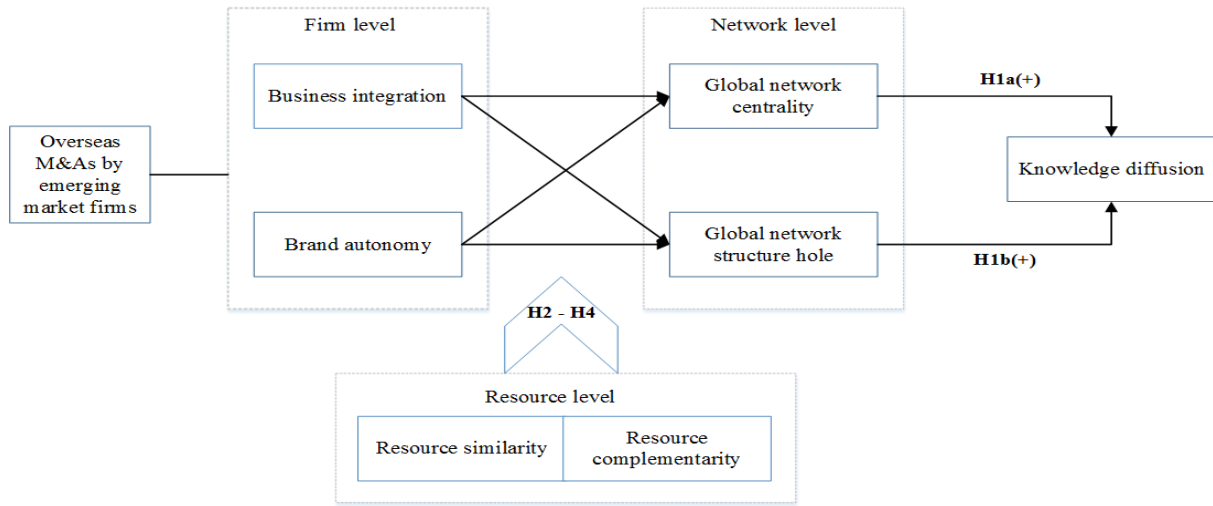 Firm level
Network level
Business integration
Global network
centrality
H1a(+)
Overseas
M&As by
emerging
market firms
Knowledge diffusion
Brand autonomy
Global network
structure hole
H1b(+)
H2 - H4
Resource level
Resource similarity
Resource
complementarity